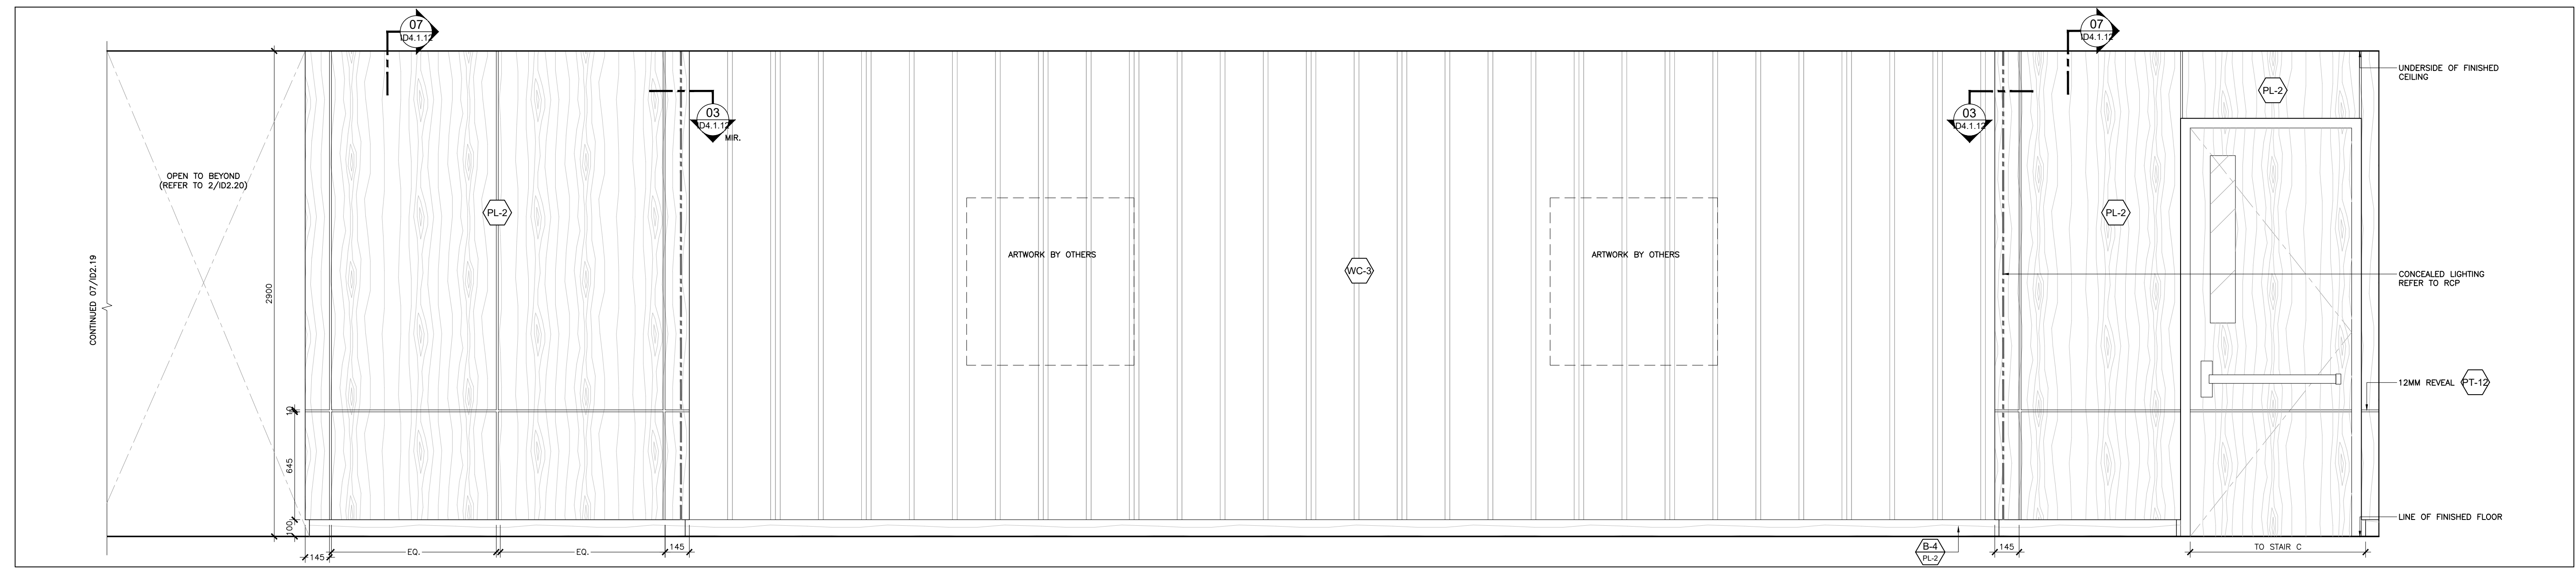 07
ID4.1.12
07
ID4.1.12
UNDERSIDE OF FINISHED
CEILING
PL-2
03
ID4.1.12
MIR.
03
ID4.1.12
OPEN TO BEYOND
(REFER TO 2/ID2.20)
PL-2
PL-2
ARTWORK BY OTHERS
ARTWORK BY OTHERS
WC-3
CONCEALED LIGHTING
REFER TO RCP
CONTINUED 07/ID2.19
2900
12MM REVEAL PT-12
10
645
100
LINE OF FINISHED FLOOR
145
EQ.
EQ.
145
B-4
PL-2
145
TO STAIR C